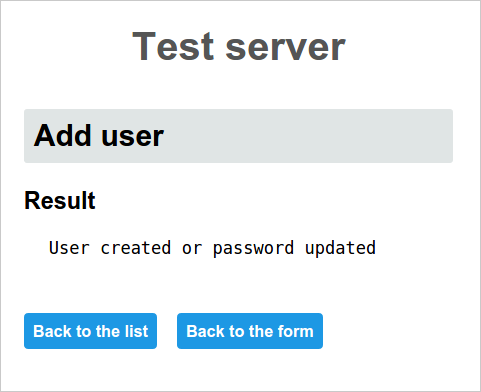 Test server
Add user
Result
User created or password updated
Back to the list
Back to the form